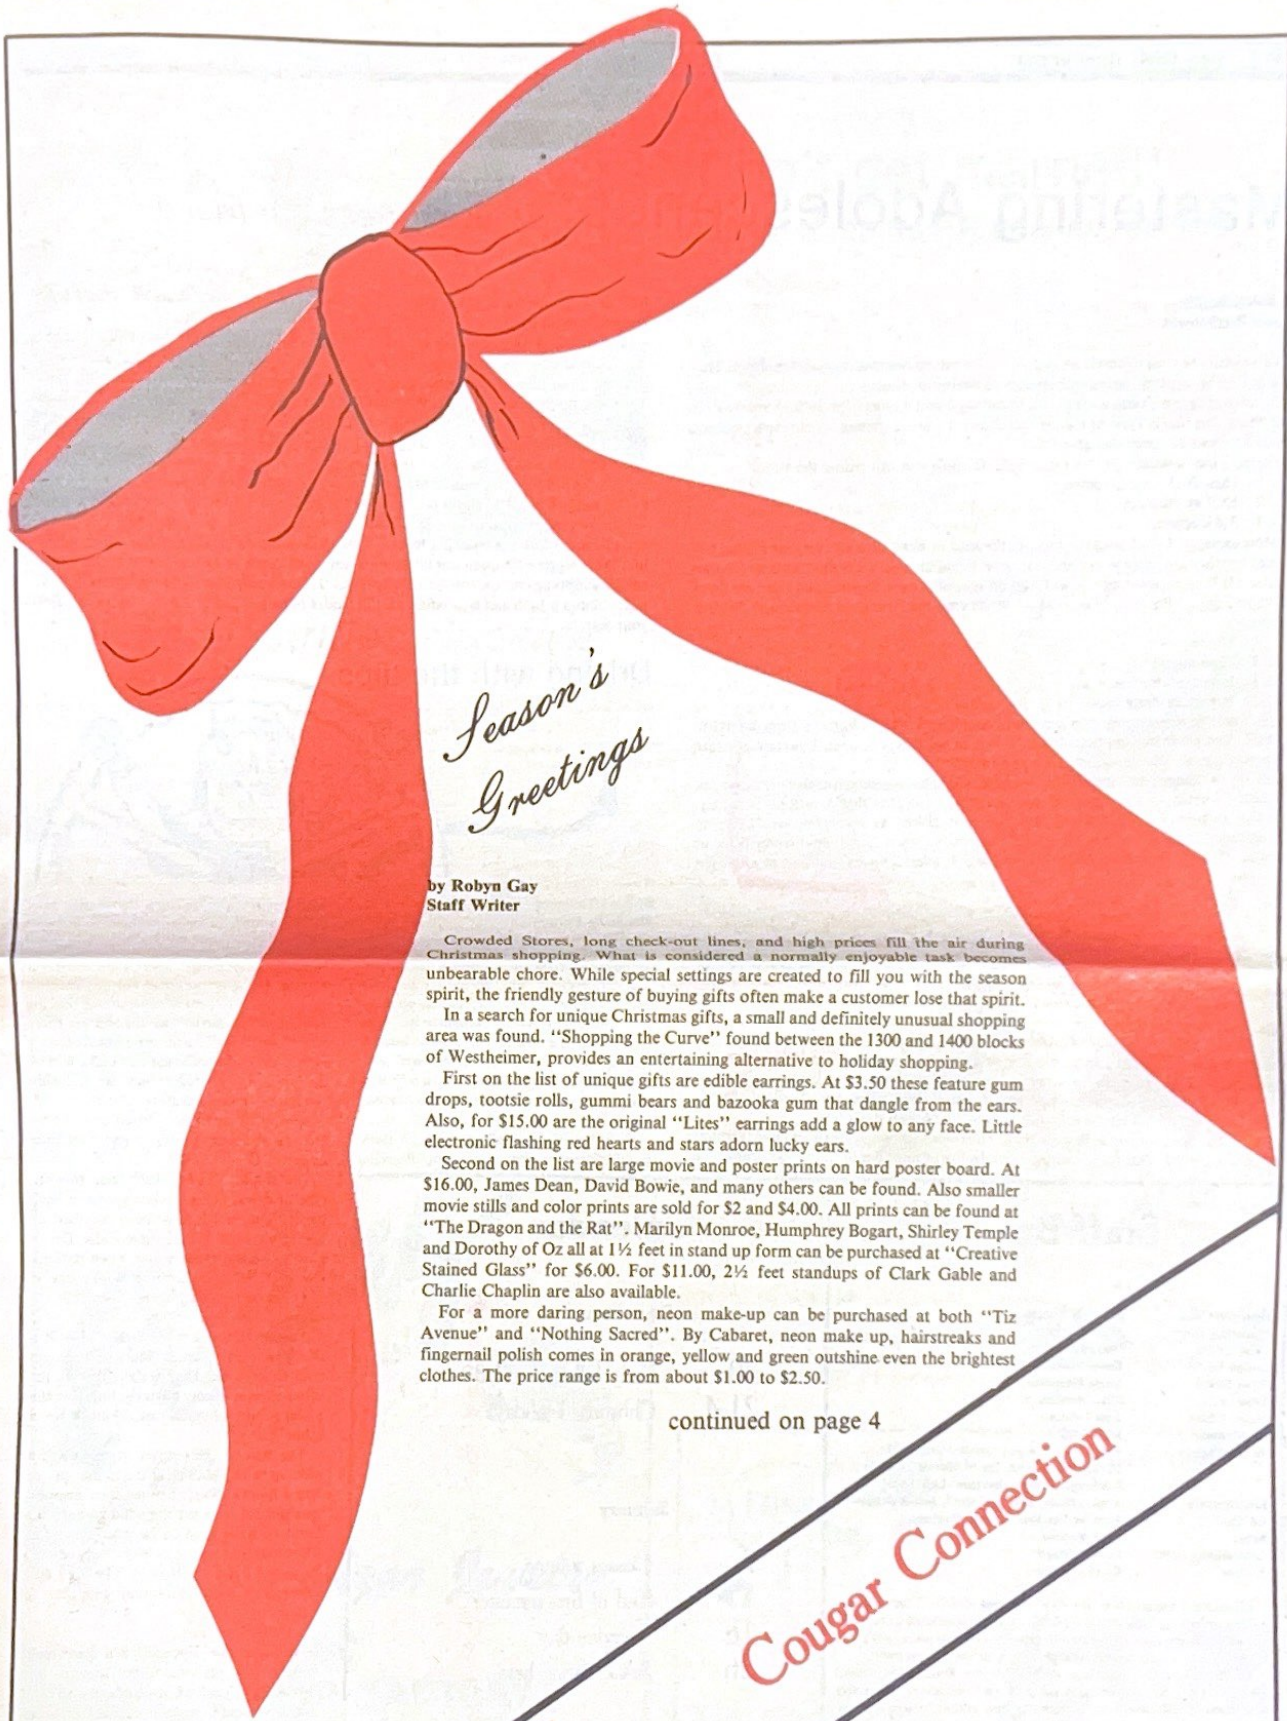 Season's
Greetings
by Robyn Gay
Staff Writer
Crowded Stores, long check-out lines, and high prices fill the air during
Christmas shopping. What is considered a normally enjoyable task becomes
unbearable chore. While special settings are created to fill you with the season
spirit, the friendly gesture of buying gifts often make a customer lose that spirit.
In a search for unique Christmas gifts, a small and definitely unusual shopping
area was found. “Shopping the Curve” found between the 1300 and 1400 blocks
of Westheimer, provides an entertaining alternative to holiday shopping.
First on the list of unique gifts are edible earrings. At $3.50 these feature gum
drops, tootsie rolls, gummi bears and bazooka gum that dangle from the ears.
Also, for $15.00 are the original “Lites” earrings add a glow to any face. Little
electronic flashing red hearts and stars adorn lucky ears.
Second on the list are large movie and poster prints on hard poster board. At
$16.00, James Dean, David Bowie, and many others can be found. Also smaller
movie stills and color prints are sold for $2 and $4.00. All prints can be found at
“The Dragon and the Rat”. Marilyn Monroe, Humphrey Bogart, Shirley Temple
and Dorothy of Oz all at 1½ feet in stand up form can be purchased at “Creative
Stained Glass” for $6.00. For $11.00, 2½ feet standups of Clark Gable and
Charlie Chaplin are also available.
For a more daring person, neon make-up can be purchased at both “Tiz
Avenue” and “Nothing Sacred”. By Cabaret, neon make up, hairstreaks and
fingernail polish comes in orange, yellow and green outshine even the brightest
clothes. The price range is from about $1.00 to $2.50.
continued on page 4
Cougar Connection